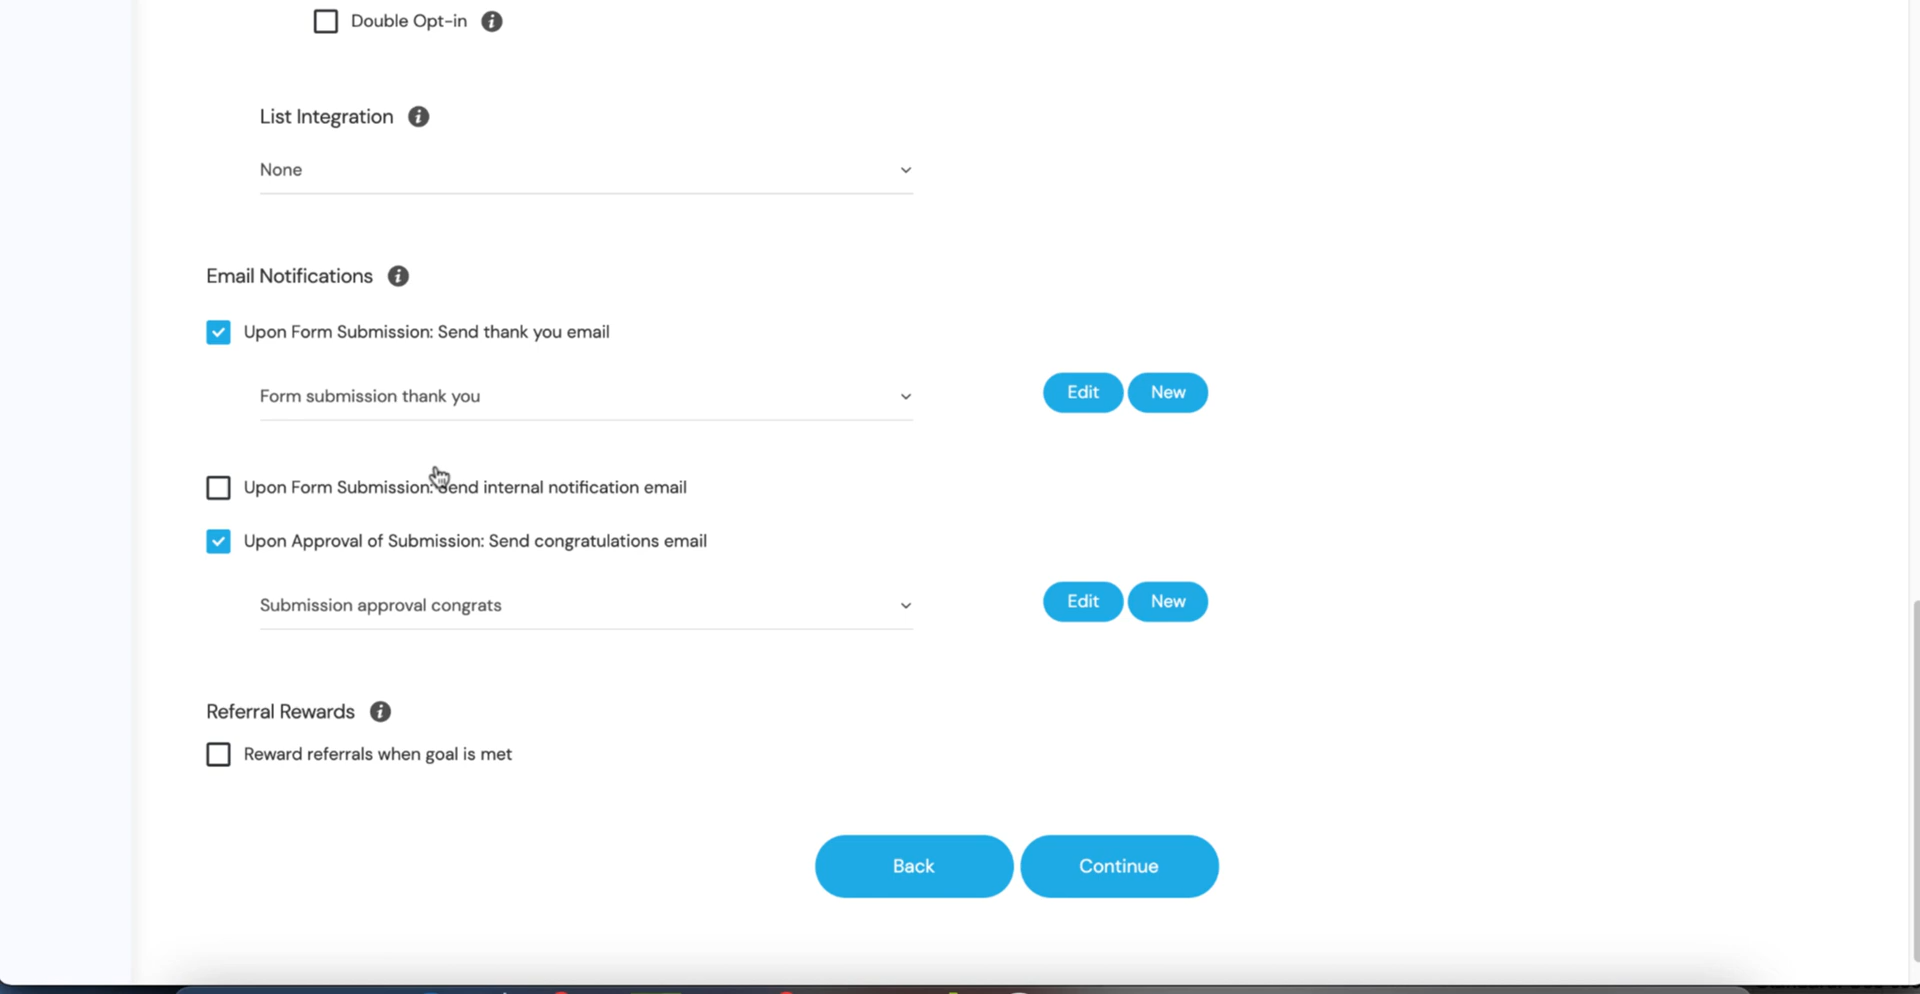 Double Opt-in
List Integration
None
Email Notifications
Upon Form Submission: Send thank you email
Form submission thank you
Edit
New
Upon Form Submission: Send internal notification email
Upon Approval of Submission: Send congratulations email
Submission approval congrats
Edit
New
Referral Rewards
Reward referrals when goal is met
Back
Continue